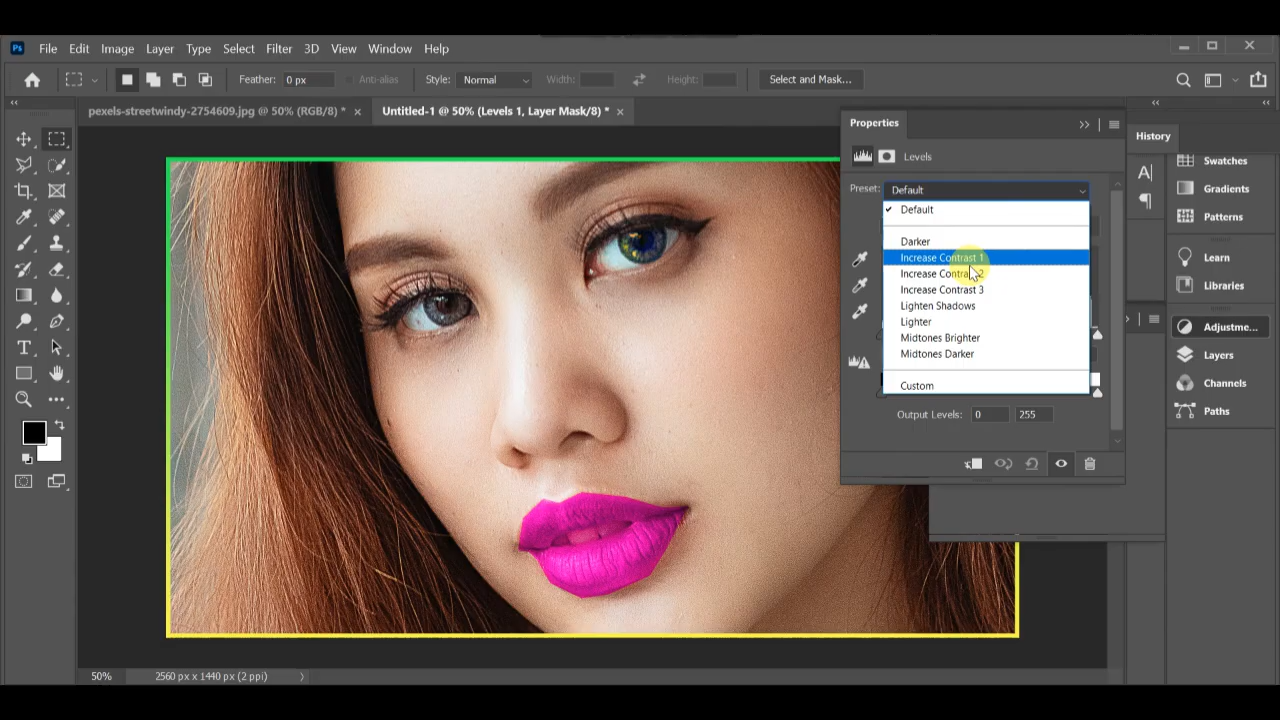 Ps File Edit Image Layer Type Select Filter 3D View Window Help
Feather: 0 px Anti-alias Style: Normal Width: Height: Select and Mask...
pexels-streetwindy-2754609.jpg @ 50% (RGB/8) * × Untitled-1 @ 50% (Levels 1, Layer Mask/8) * ×
Properties
Levels
Preset: Default
Default
Darker
Increase Contrast 1
Increase Contrast 2
Increase Contrast 3
Lighten Shadows
Lighter
Midtones Brighter
Midtones Darker
Custom
Output Levels: 0 255
History
Swatches
Gradients
Patterns
Learn
Libraries
Adjustme...
Layers
Channels
Paths
50% 2560 px x 1440 px (2 ppi)